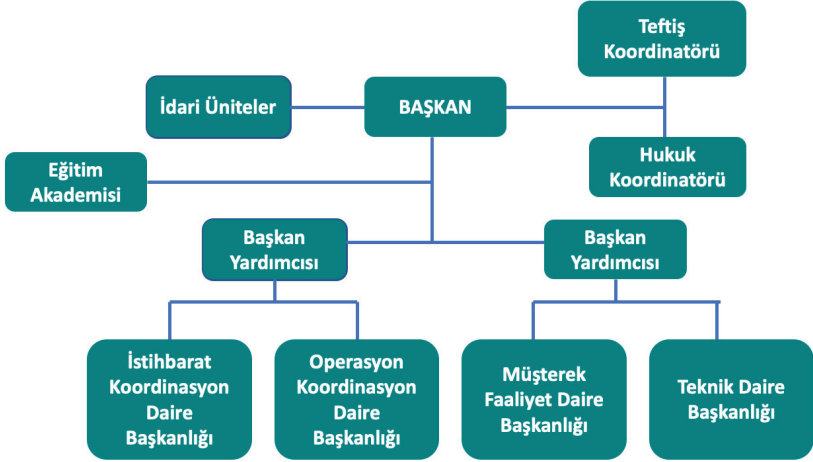 Teftiş
Koordinatörü
İdari Üniteler
BAŞKAN
Hukuk
Koordinatörü
Eğitim
Akademisi
Başkan
Yardımcısı
Başkan
Yardımcısı
İstihbarat
Koordinasyon
Daire
Başkanlığı
Operasyon
Koordinasyon
Daire
Başkanlığı
Müşterek
Faaliyet Daire
Başkanlığı
Teknik Daire
Başkanlığı